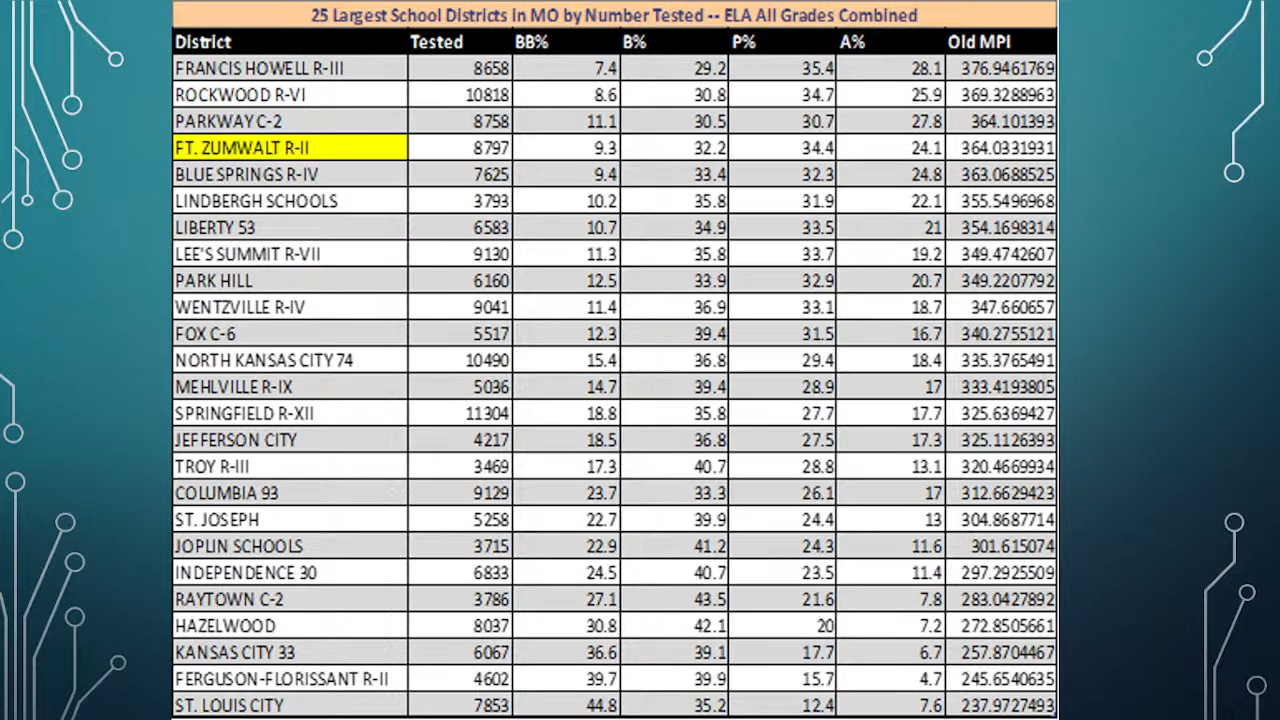 25 Largest School Districts in MO by Number Tested -- ELA All Grades Combined
District Tested BB% B% P% A% Old MPI
FRANCIS HOWELL R-III 8658 7.4 29.2 35.4 28.1 376.9461769
ROCKWOOD R-VI 10818 8.6 30.8 34.7 25.9 369.3288963
PARKWAY C-2 8758 11.1 30.5 30.7 27.8 364.101393
FT. ZUMWALT R-II 8797 9.3 32.2 34.4 24.1 364.0331931
BLUE SPRINGS R-IV 7625 9.4 33.4 32.3 24.8 363.0688525
LINDBERGH SCHOOLS 3793 10.2 35.8 31.9 22.1 355.5496968
LIBERTY 53 6583 10.7 34.9 33.5 21 354.1698314
LEE'S SUMMIT R-VII 9130 11.3 35.8 33.7 19.2 349.4742607
PARK HILL 6160 12.5 33.9 32.9 20.7 349.2207792
WENTZVILLE R-IV 9041 11.4 36.9 33.1 18.7 347.660657
FOX C-6 5517 12.3 39.4 31.5 16.7 340.2755121
NORTH KANSAS CITY 74 10490 15.4 36.8 29.4 18.4 335.3765491
MEHLVILLE R-IX 5036 14.7 39.4 28.9 17 333.4193805
SPRINGFIELD R-XII 11304 18.8 35.8 27.7 17.7 325.6369427
JEFFERSON CITY 4217 18.5 36.8 27.5 17.3 325.1126393
TROY R-III 3469 17.3 40.7 28.8 13.1 320.4669934
COLUMBIA 93 9129 23.7 33.3 26.1 17 312.6629423
ST. JOSEPH 5258 22.7 39.9 24.4 13 304.8687714
JOPLIN SCHOOLS 3715 22.9 41.2 24.3 11.6 301.615074
INDEPENDENCE 30 6833 24.5 40.7 23.5 11.4 297.2925509
RAYTOWN C-2 3786 27.1 43.5 21.6 7.8 283.0427892
HAZELWOOD 8037 30.8 42.1 20 7.2 272.8505661
KANSAS CITY 33 6067 36.6 39.1 17.7 6.7 257.8704467
FERGUSON-FLORISSANT R-II 4602 39.7 39.9 15.7 4.7 245.6540635
ST. LOUIS CITY 7853 44.8 35.2 12.4 7.6 237.9727493